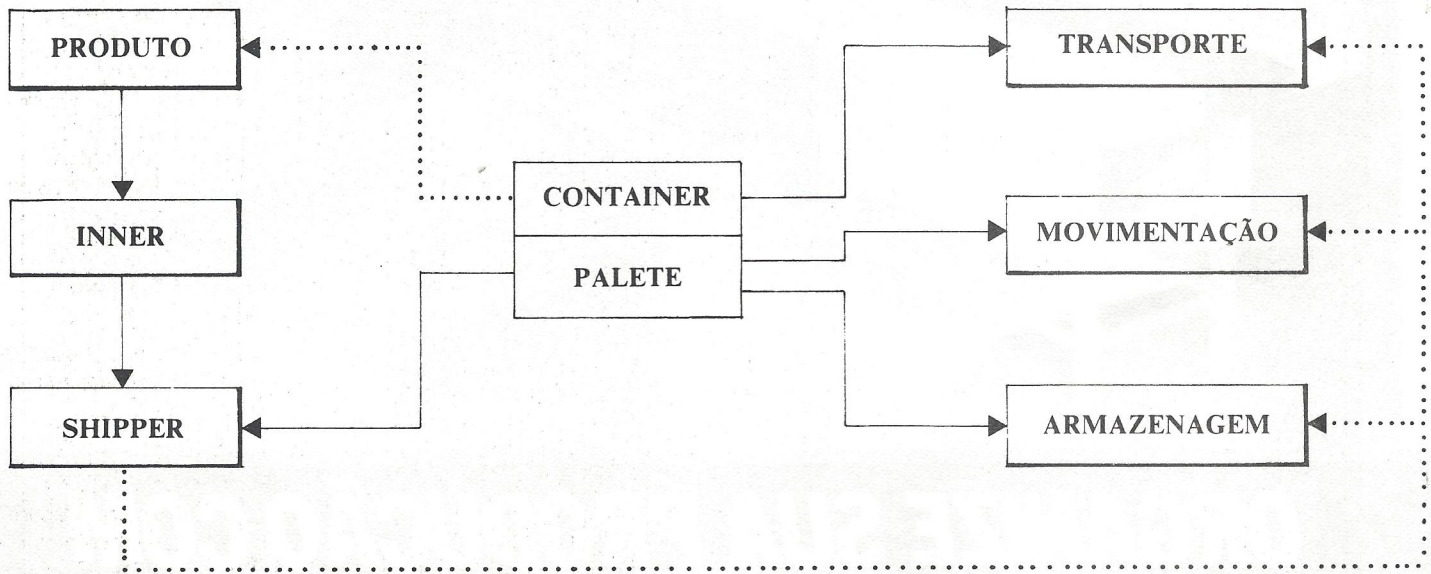 PRODUTO
INNER
SHIPPER
CONTAINER
PALETE
TRANSPORTE
MOVIMENTAÇÃO
ARMAZENAGEM